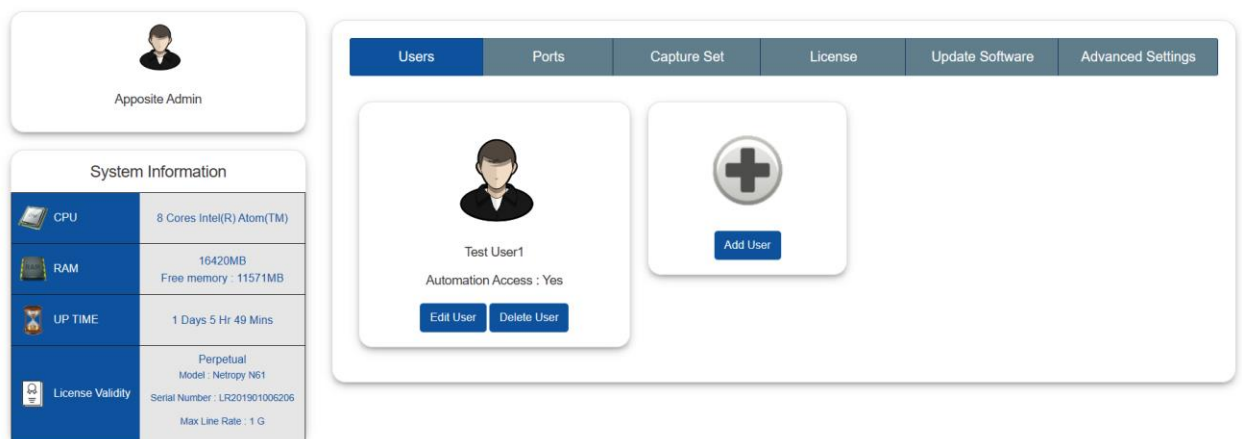 Apposite Admin
System Information
CPU
8 Cores Intel(R) Atom(TM)
RAM
16420MB
Free memory : 11571MB
UP TIME
1 Days 5 Hr 49 Mins
License Validity
Perpetual
Model : Netropy N61
Serial Number : LR201901006206
Max Line Rate : 1 G
Users
Ports
Capture Set
License
Update Software
Advanced Settings
Test User1
Automation Access : Yes
Edit User
Delete User
Add User